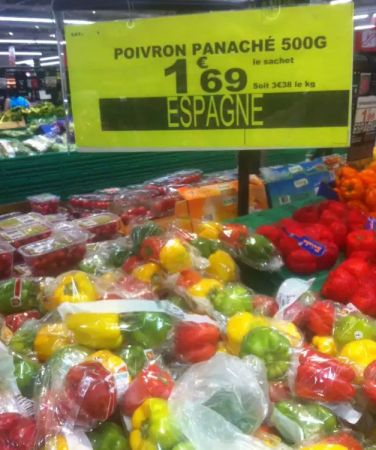 POIVRON PANACHÉ 500G
1€69 le sachet
Soit 3€38 le kg
ESPAGNE